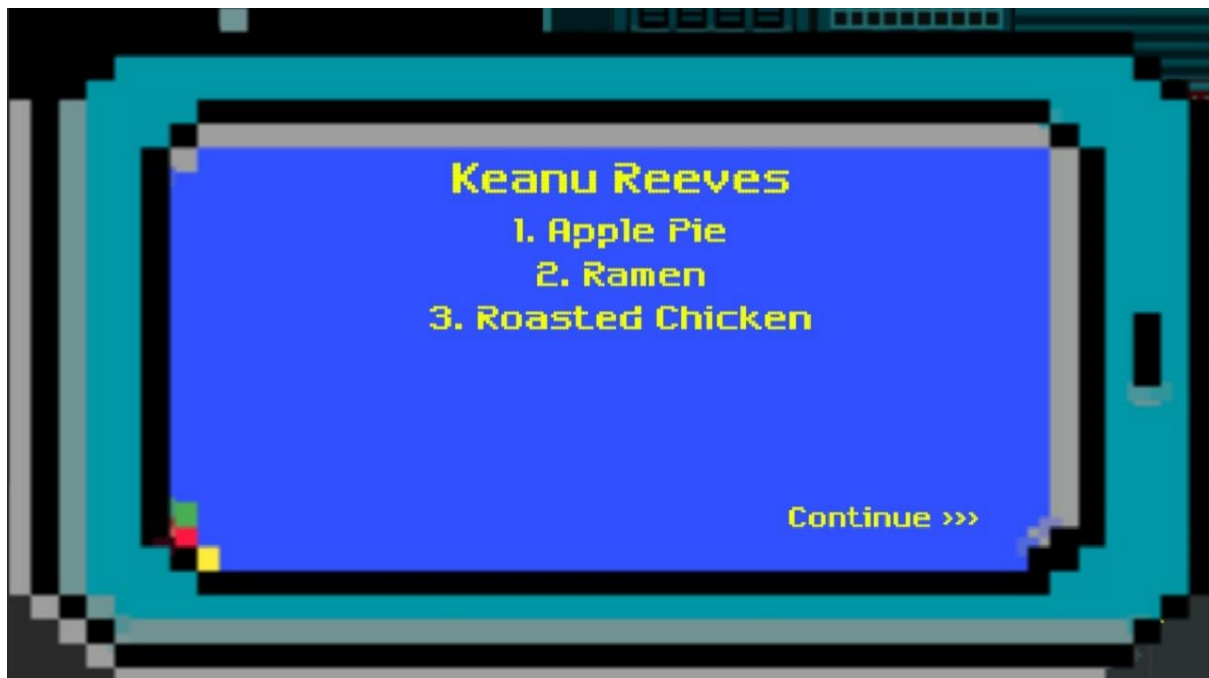 Keanu Reeves
1. Apple Pie
2. Ramen
3. Roasted Chicken
Continue >>>